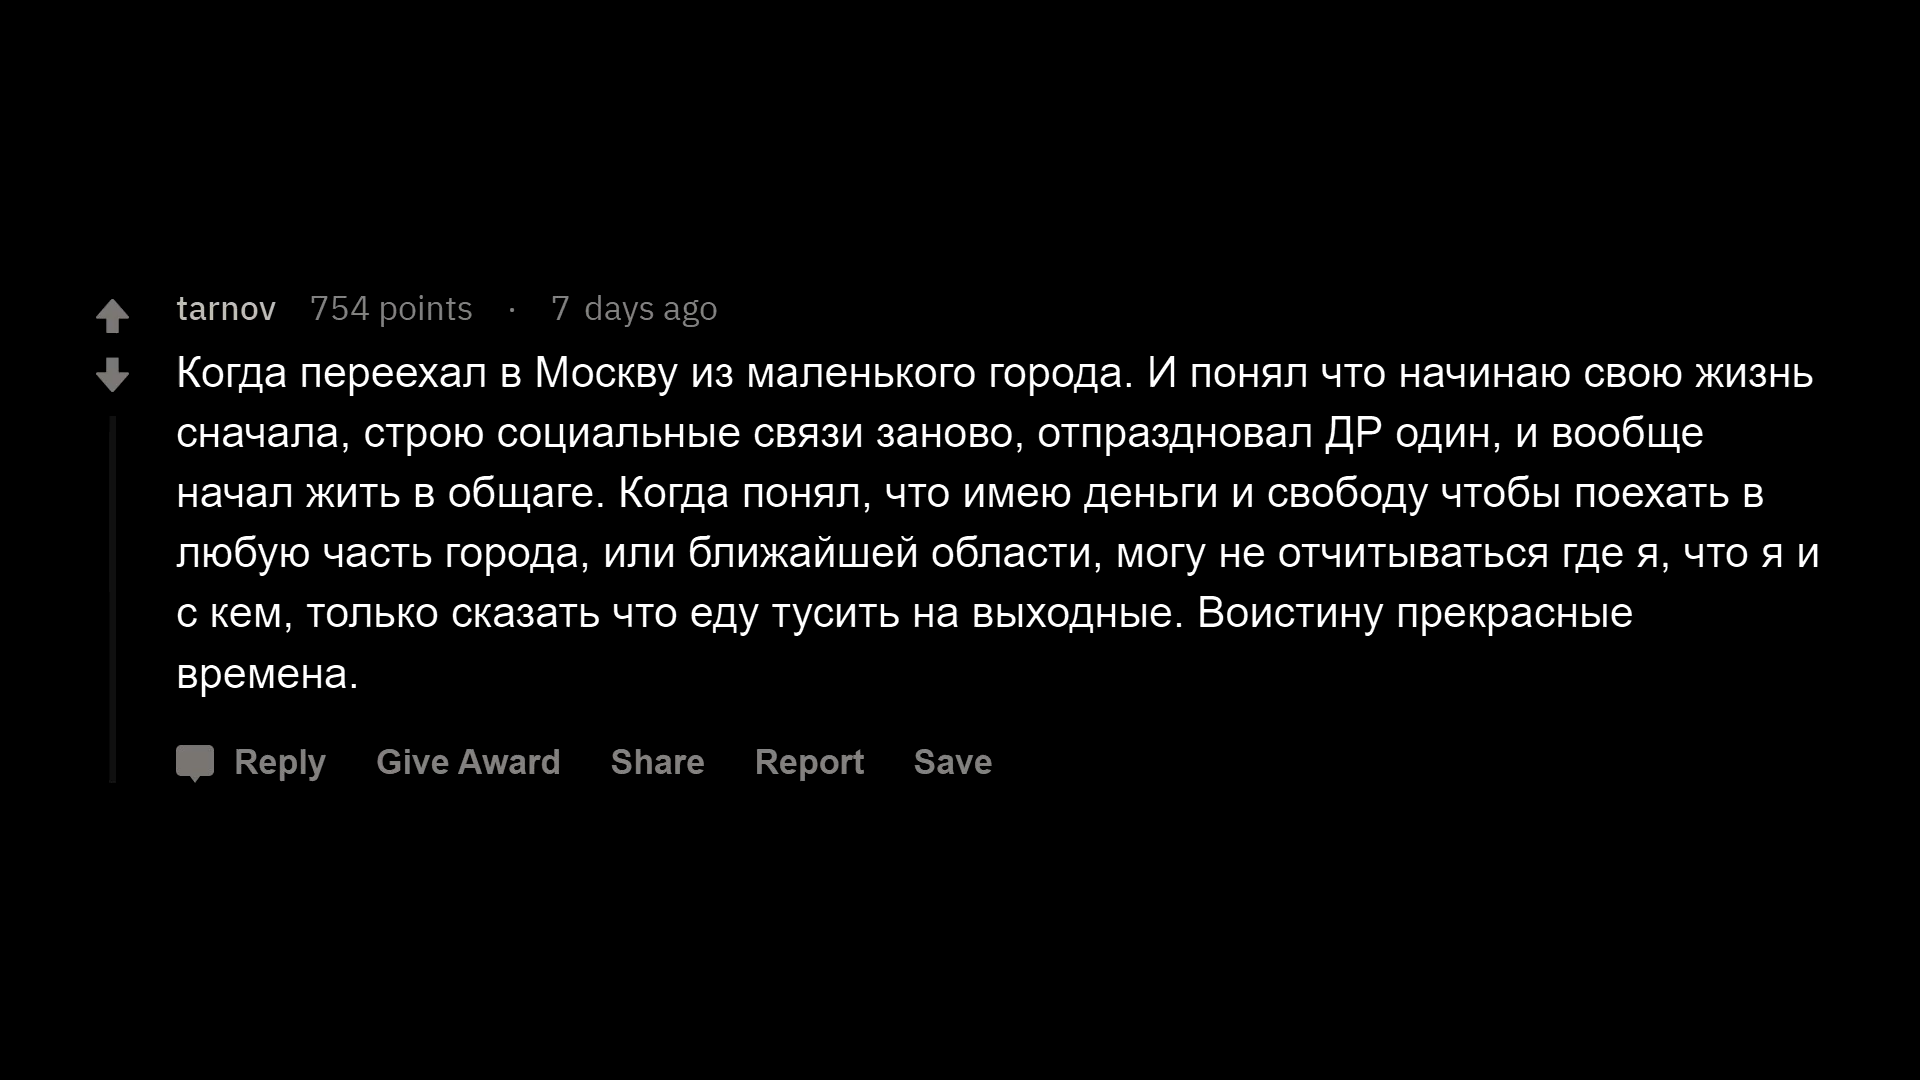 tarnov 754 points · 7 days ago
Когда переехал в Москву из маленького города. И понял что начинаю свою жизнь
сначала, строю социальные связи заново, отпраздновал ДР один, и вообще
начал жить в общаге. Когда понял, что имею деньги и свободу чтобы поехать в
любую часть города, или ближайшей области, могу не отчитываться где я, что я и
с кем, только сказать что еду тусить на выходные. Воистину прекрасные
времена.
Reply Give Award Share Report Save